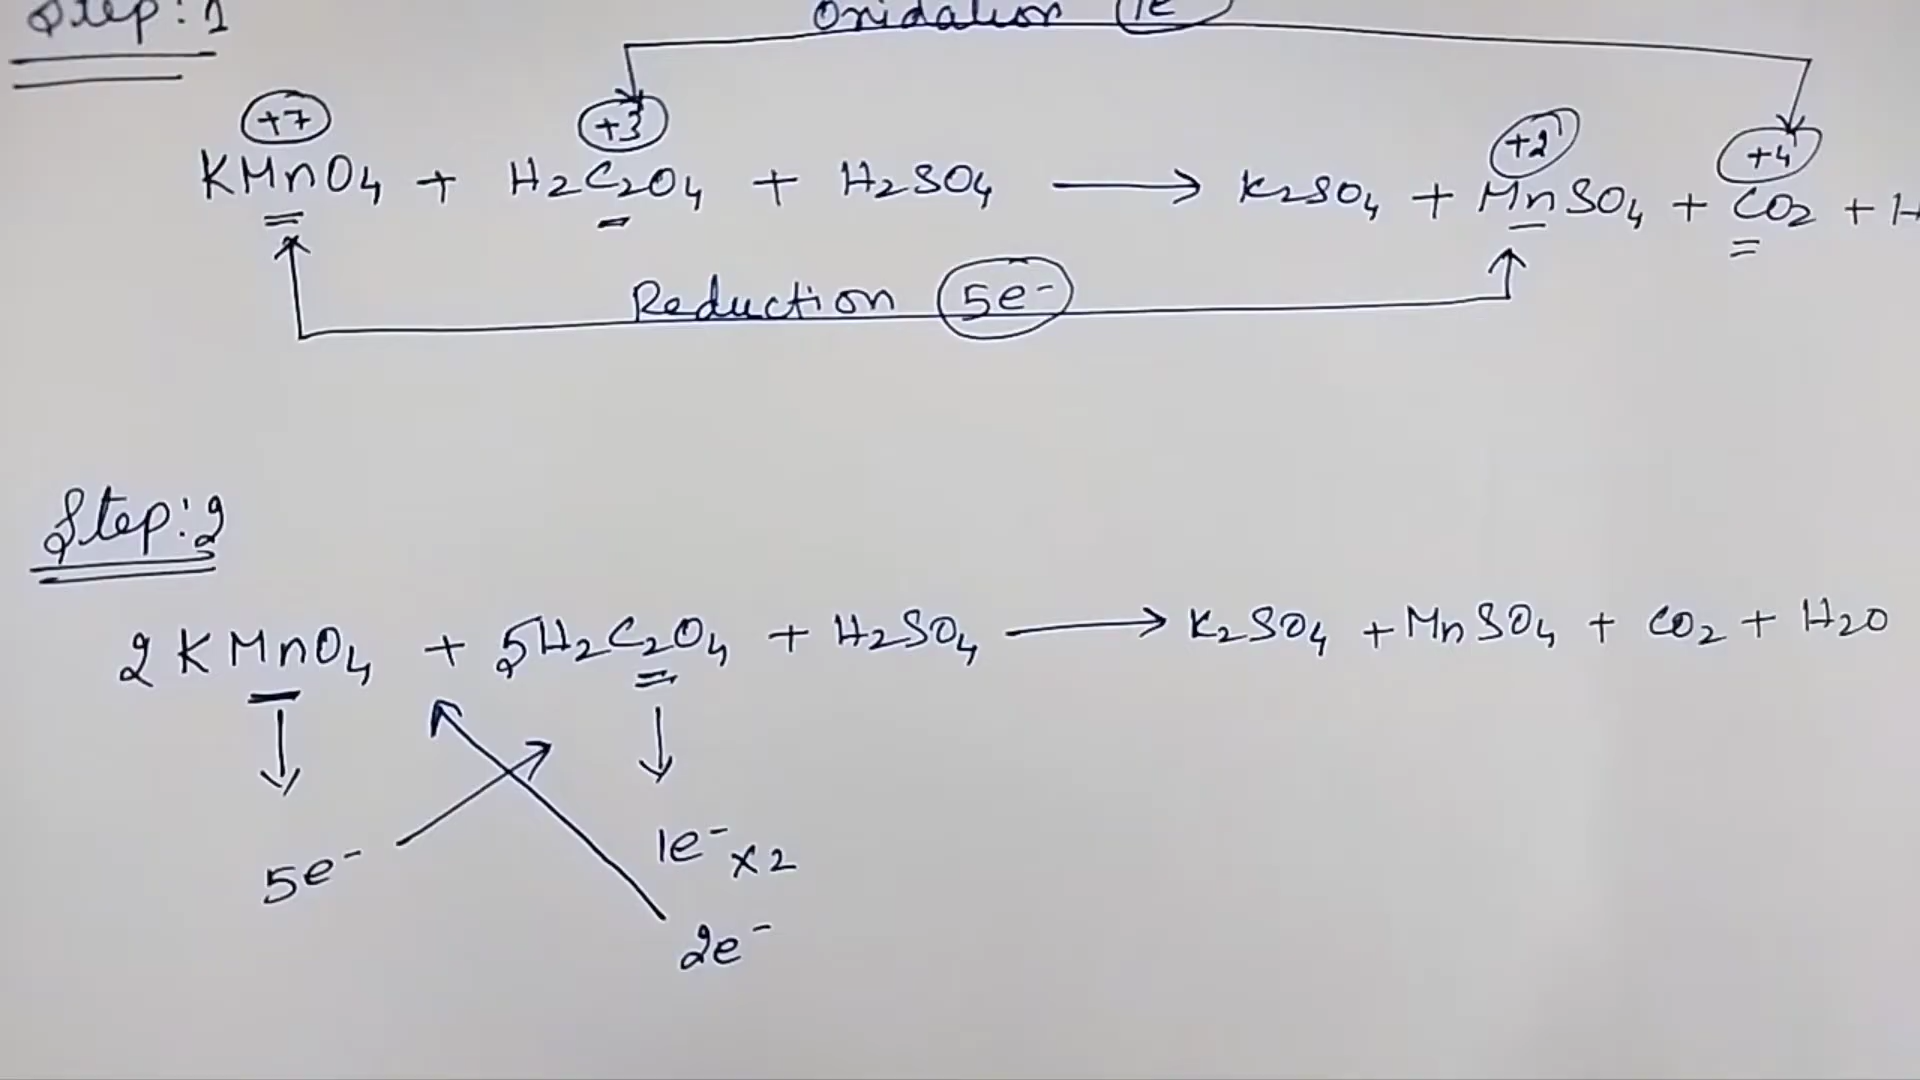 Step: 1
Oxidation 1e
+7 +3 +2 +4
KMnO4 + H2C2O4 + H2SO4 ⟶ K2SO4 + MnSO4 + CO2 + H
Reduction 5e-
Step: 2
2KMnO4 + 5H2C2O4 + H2SO4 ⟶ K2SO4 + MnSO4 + CO2 + H2O
5e- 1e- x 2
2e-